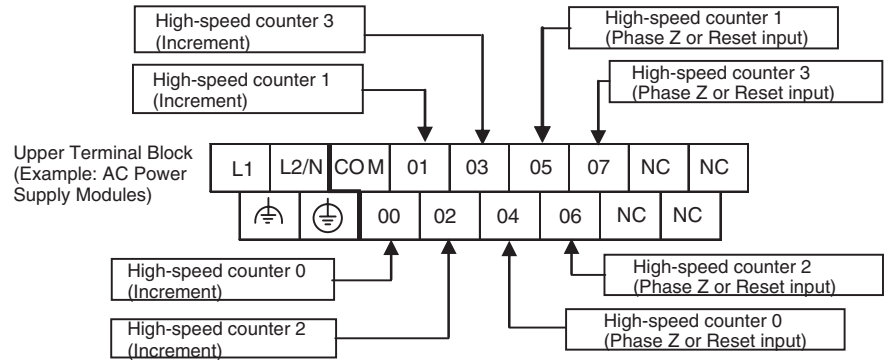 High-speed counter 3
(Increment)
High-speed counter 1
(Phase Z or Reset input)
High-speed counter 1
(Increment)
High-speed counter 3
(Phase Z or Reset input)
Upper Terminal Block
(Example: AC Power
Supply Modules)
L1 L2/N COM 01 03 05 07 NC NC
00 02 04 06 NC NC
High-speed counter 0
(Increment)
High-speed counter 2
(Phase Z or Reset input)
High-speed counter 2
(Increment)
High-speed counter 0
(Phase Z or Reset input)